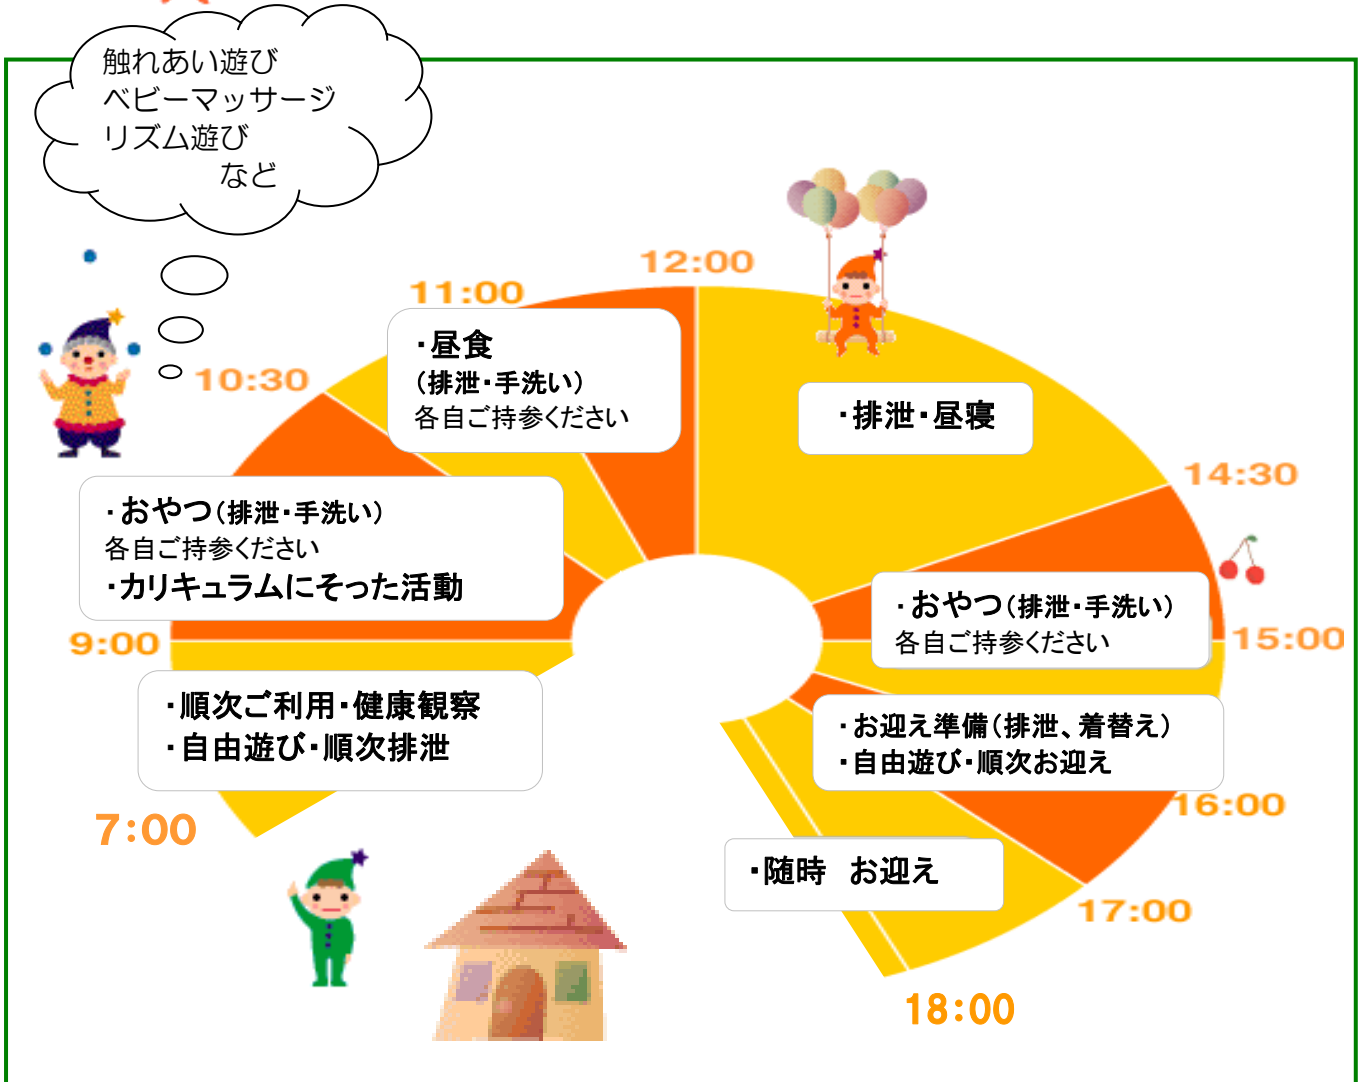 触れあい遊び
ベビーマッサージ
リズム遊び
など
12:00
11:00
・昼食
（排泄・手洗い）
各自ご持参ください
10:30
・排泄・昼寝
14:30
・おやつ（排泄・手洗い）
各自ご持参ください
・カリキュラムにそった活動
9:00
・おやつ（排泄・手洗い）
各自ご持参ください
15:00
・順次ご利用・健康観察
・自由遊び・順次排泄
7:00
・お迎え準備（排泄、着替え）
・自由遊び・順次お迎え
16:00
・随時　お迎え
17:00
18:00